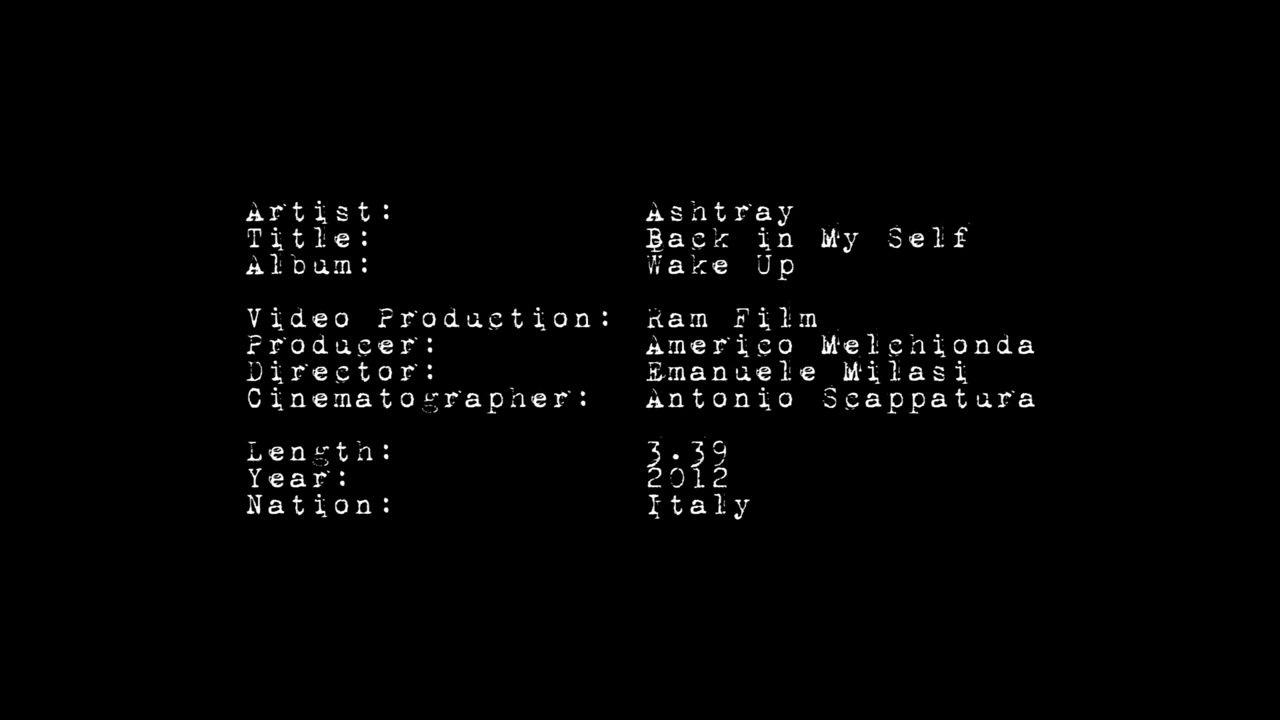 Artist: Ashtray
Title: Back in My Self
Album: Wake Up
Video Production: Ram Film
Producer: Americo Melchionda
Director: Emanuele Milasi
Cinematographer: Antonio Scappatura
Length: 3.39
Year: 2012
Nation: Italy